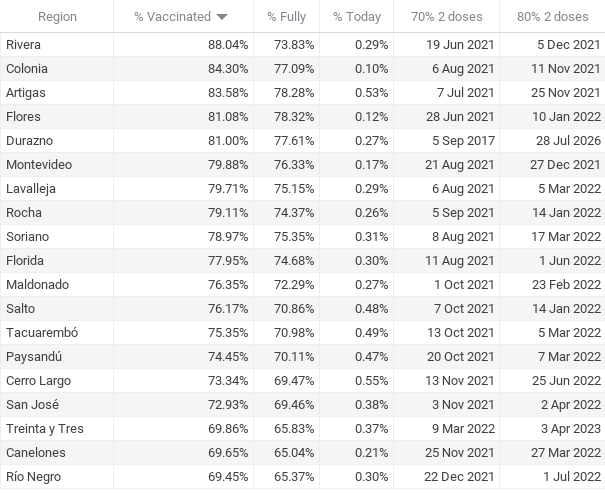 Region % Vaccinated % Fully % Today 70% 2 doses 80% 2 doses
Rivera 88.04% 73.83% 0.29% 19 Jun 2021 5 Dec 2021
Colonia 84.30% 77.09% 0.10% 6 Aug 2021 11 Nov 2021
Artigas 83.58% 78.28% 0.53% 7 Jul 2021 25 Nov 2021
Flores 81.08% 78.32% 0.12% 28 Jun 2021 10 Jan 2022
Durazno 81.00% 77.61% 0.27% 5 Sep 2017 28 Jul 2026
Montevideo 79.88% 76.33% 0.17% 21 Aug 2021 27 Dec 2021
Lavalleja 79.71% 75.15% 0.29% 6 Aug 2021 5 Mar 2022
Rocha 79.11% 74.37% 0.26% 5 Sep 2021 14 Jan 2022
Soriano 78.97% 75.35% 0.31% 8 Aug 2021 17 Mar 2022
Florida 77.95% 74.68% 0.30% 11 Aug 2021 1 Jun 2022
Maldonado 76.35% 72.29% 0.27% 1 Oct 2021 23 Feb 2022
Salto 76.17% 70.86% 0.48% 7 Oct 2021 14 Jan 2022
Tacuarembó 75.35% 70.98% 0.49% 13 Oct 2021 5 Mar 2022
Paysandú 74.45% 70.11% 0.47% 20 Oct 2021 7 Mar 2022
Cerro Largo 73.34% 69.47% 0.55% 13 Nov 2021 25 Jun 2022
San José 72.93% 69.46% 0.38% 3 Nov 2021 2 Apr 2022
Treinta y Tres 69.86% 65.83% 0.37% 9 Mar 2022 3 Apr 2023
Canelones 69.65% 65.04% 0.21% 25 Nov 2021 27 Mar 2022
Río Negro 69.45% 65.37% 0.30% 22 Dec 2021 1 Jul 2022